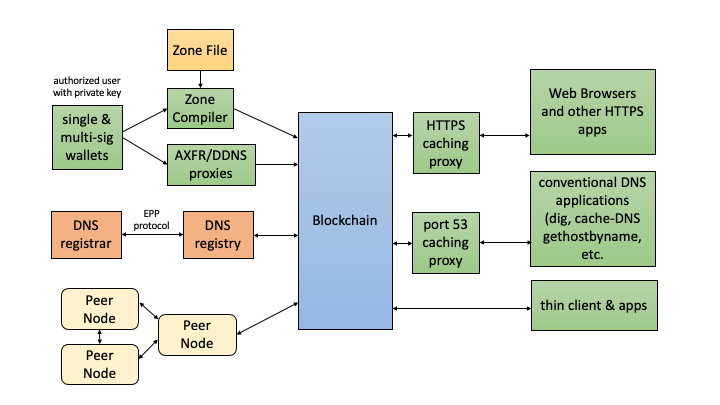 Zone File
authorized user
with private key
Zone
Compiler
single &
multi-sig
wallets
AXFR/DDNS
proxies
DNS
registrar
EPP
protocol
DNS
registry
Peer
Node
Peer
Node
Peer
Node
Blockchain
HTTPS
caching
proxy
Web Browsers
and other HTTPS
apps
port 53
caching
proxy
conventional DNS
applications
(dig, cache-DNS
gethostbyname,
etc.
thin client & apps